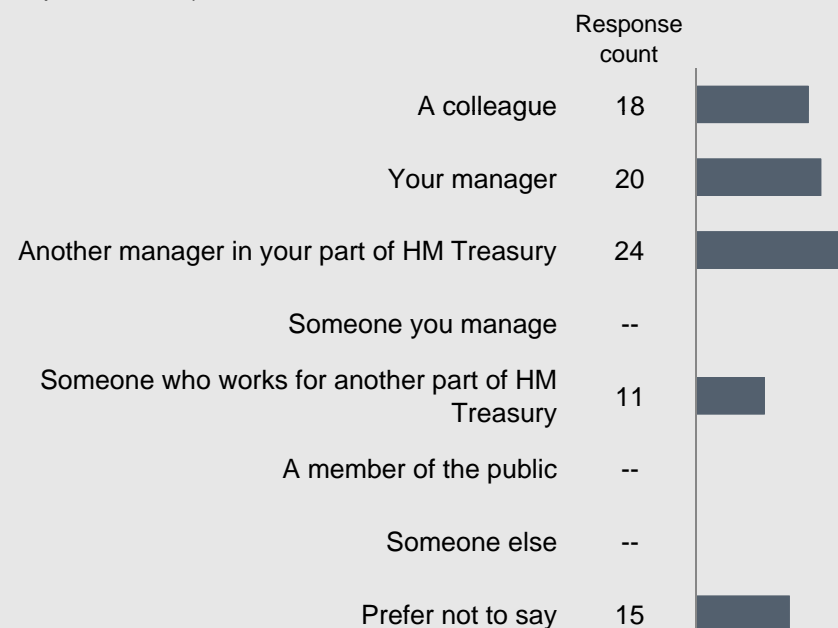 Response
count
A colleague 18
Your manager 20
Another manager in your part of HM Treasury 24
Someone you manage --
Someone who works for another part of HM
Treasury 11
A member of the public --
Someone else --
Prefer not to say 15